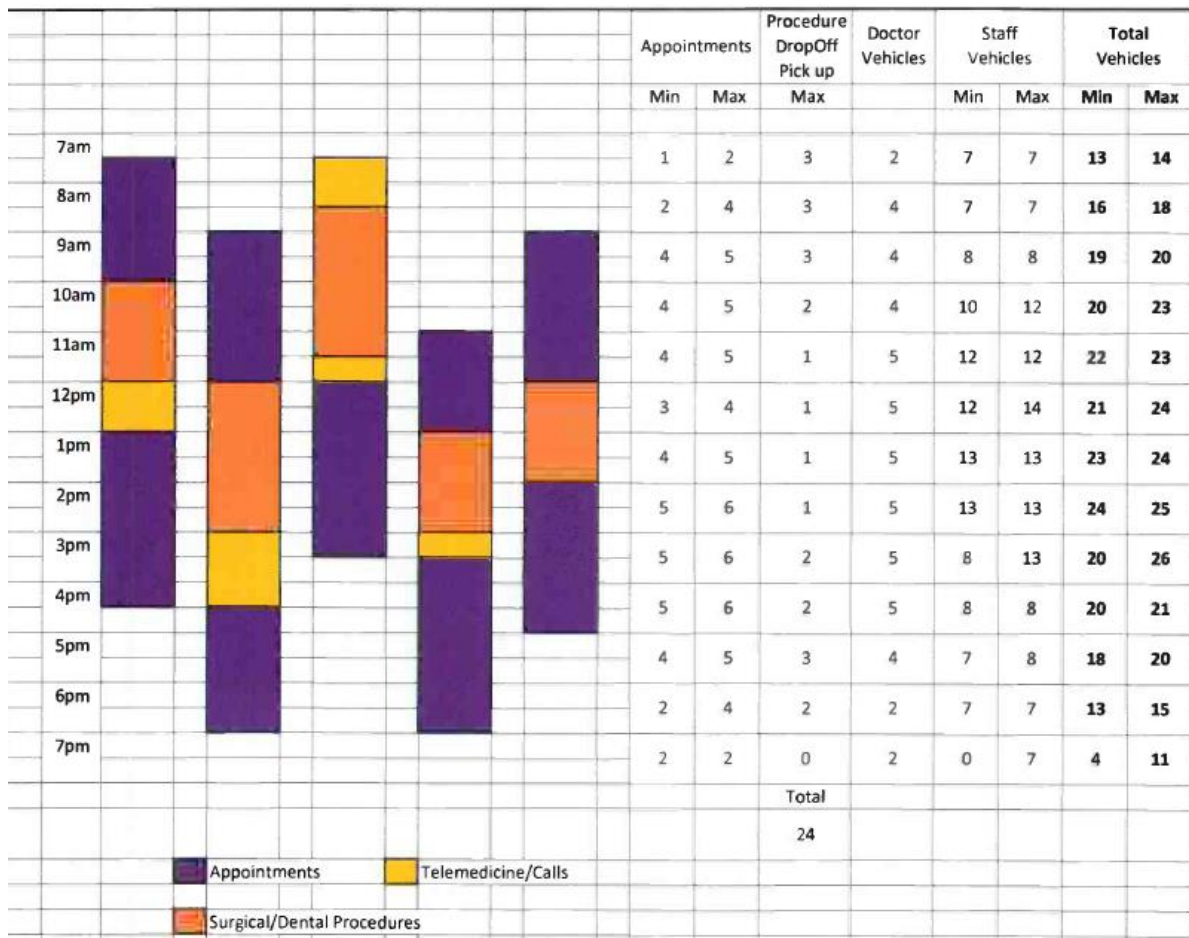 Appointments Procedure DropOff Pick up Doctor Vehicles Staff Vehicles Total Vehicles
Min Max Max Min Max Min Max
7am
1 2 3 2 7 7 13 14
8am
2 4 3 4 7 7 16 18
9am
4 5 3 4 8 8 19 20
10am
4 5 2 4 10 12 20 23
11am
4 5 1 5 12 12 22 23
12pm
3 4 1 5 12 14 21 24
1pm
4 5 1 5 13 13 23 24
2pm
5 6 1 5 13 13 24 25
3pm
5 6 2 5 8 13 20 26
4pm
5 6 2 5 8 8 20 21
5pm
4 5 3 4 7 8 18 20
6pm
2 4 2 2 7 7 13 15
7pm
2 2 0 2 0 7 4 11
Total
24
Appointments Telemedicine/Calls
Surgical/Dental Procedures